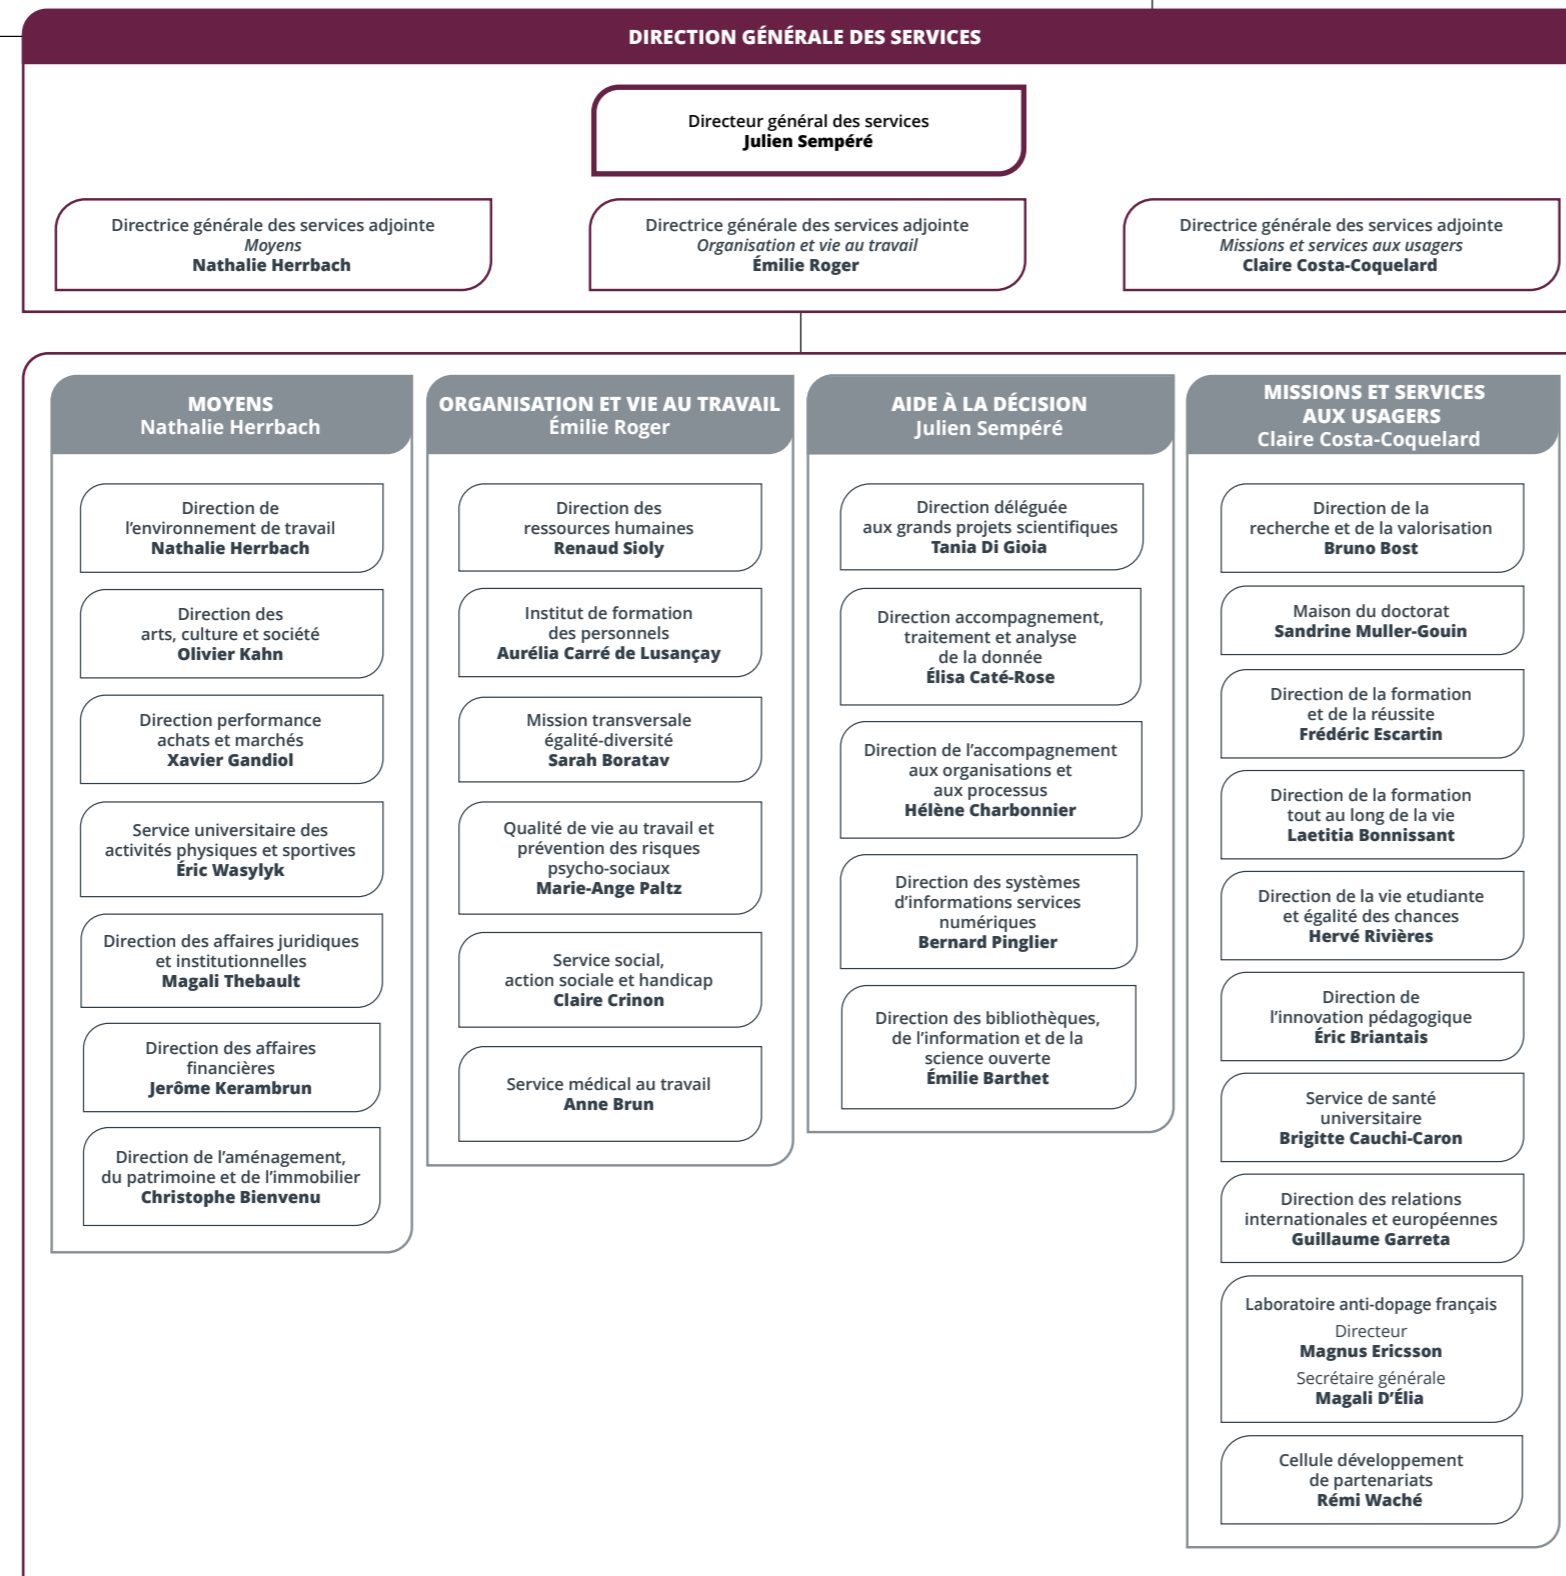 DIRECTION GÉNÉRALE DES SERVICES
Directeur général des services
Julien Sempéré
Directrice générale des services adjointe
Moyens
Nathalie Herrbach
Directrice générale des services adjointe
Organisation et vie au travail
Émilie Roger
Directrice générale des services adjointe
Missions et services aux usagers
Claire Costa-Coquelard
MOYENS
Nathalie Herrbach
Direction de
l'environnement de travail
Nathalie Herrbach
Direction des
arts, culture et société
Olivier Kahn
Direction performance
achats et marchés
Xavier Gandiol
Service universitaire des
activités physiques et sportives
Éric Wasylyk
Direction des affaires juridiques
et institutionnelles
Magali Thebault
Direction des affaires
financières
Jerôme Kerambrun
Direction de l'aménagement,
du patrimoine et de l'immobilier
Christophe Bienvenu
ORGANISATION ET VIE AU TRAVAIL
Émilie Roger
Direction des
ressources humaines
Renaud Sioly
Institut de formation
des personnels
Aurélia Carré de Lusançay
Mission transversale
égalité-diversité
Sarah Boratav
Qualité de vie au travail et
prévention des risques
psycho-sociaux
Marie-Ange Paltz
Service social,
action sociale et handicap
Claire Crinon
Service médical au travail
Anne Brun
AIDE À LA DÉCISION
Julien Sempéré
Direction déléguée
aux grands projets scientifiques
Tania Di Gioia
Direction accompagnement,
traitement et analyse
de la donnée
Élisa Caté-Rose
Direction de l'accompagnement
aux organisations et
aux processus
Hélène Charbonnier
Direction des systèmes
d'informations services
numériques
Bernard Pinglier
Direction des bibliothèques,
de l'information et de la
science ouverte
Émilie Barthet
MISSIONS ET SERVICES
AUX USAGERS
Claire Costa-Coquelard
Direction de la
recherche et de la valorisation
Bruno Bost
Maison du doctorat
Sandrine Muller-Gouin
Direction de la formation
et de la réussite
Frédéric Escartin
Direction de la formation
tout au long de la vie
Laetitia Bonnissant
Direction de la vie etudiante
et égalité des chances
Hervé Rivières
Direction de
l'innovation pédagogique
Éric Briantais
Service de santé
universitaire
Brigitte Cauchi-Caron
Direction des relations
internationales et européennes
Guillaume Garreta
Laboratoire anti-dopage français
Directeur
Magnus Ericsson
Secrétaire générale
Magali D'Élia
Cellule développement
de partenariats
Rémi Waché